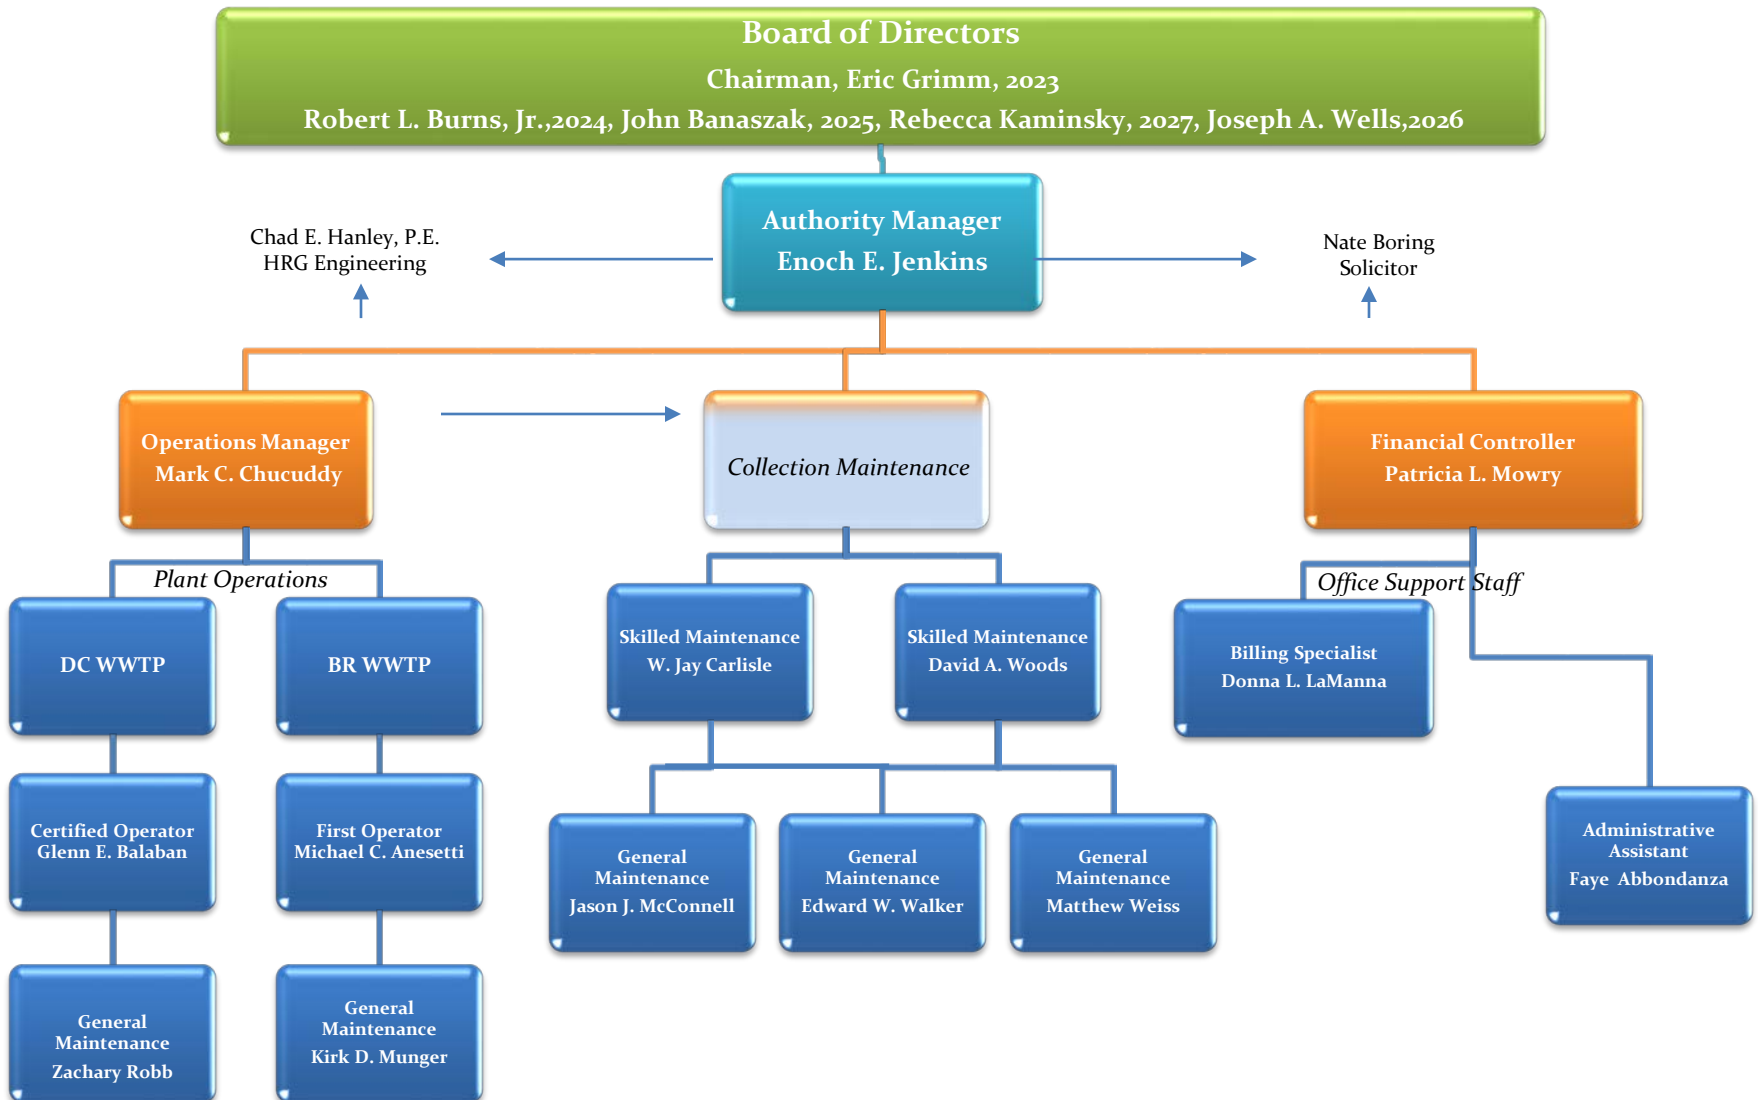 Board of Directors
Chairman, Eric Grimm, 2023
Robert L. Burns, Jr.,2024, John Banaszak, 2025, Rebecca Kaminsky, 2027, Joseph A. Wells,2026
Authority Manager
Enoch E. Jenkins
Chad E. Hanley, P.E.
HRG Engineering
Nate Boring
Solicitor
Operations Manager
Mark C. Chucuddy
Collection Maintenance
Financial Controller
Patricia L. Mowry
Plant Operations
Office Support Staff
DC WWTP
BR WWTP
Skilled Maintenance
W. Jay Carlisle
Skilled Maintenance
David A. Woods
Billing Specialist
Donna L. LaManna
Certified Operator
Glenn E. Balaban
First Operator
Michael C. Anesetti
General
Maintenance
Jason J. McConnell
General
Maintenance
Edward W. Walker
General
Maintenance
Matthew Weiss
Administrative
Assistant
Faye Abbondanza
General
Maintenance
Zachary Robb
General
Maintenance
Kirk D. Munger